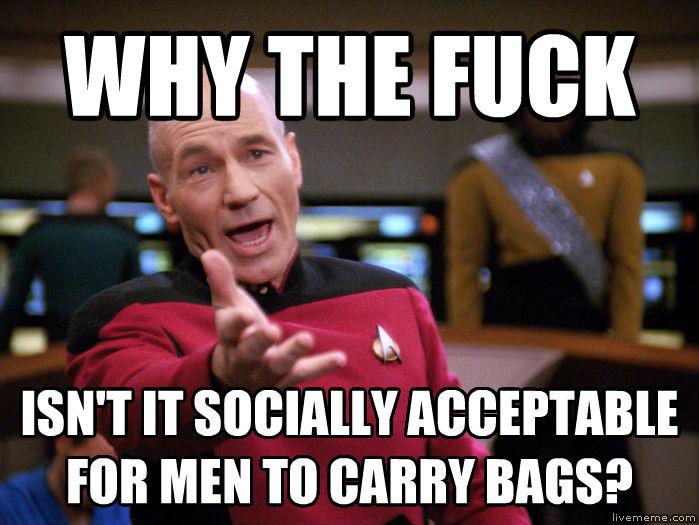 WHY THE FUCK
ISN'T IT SOCIALLY ACCEPTABLE
FOR MEN TO CARRY BAGS?
livememe.com